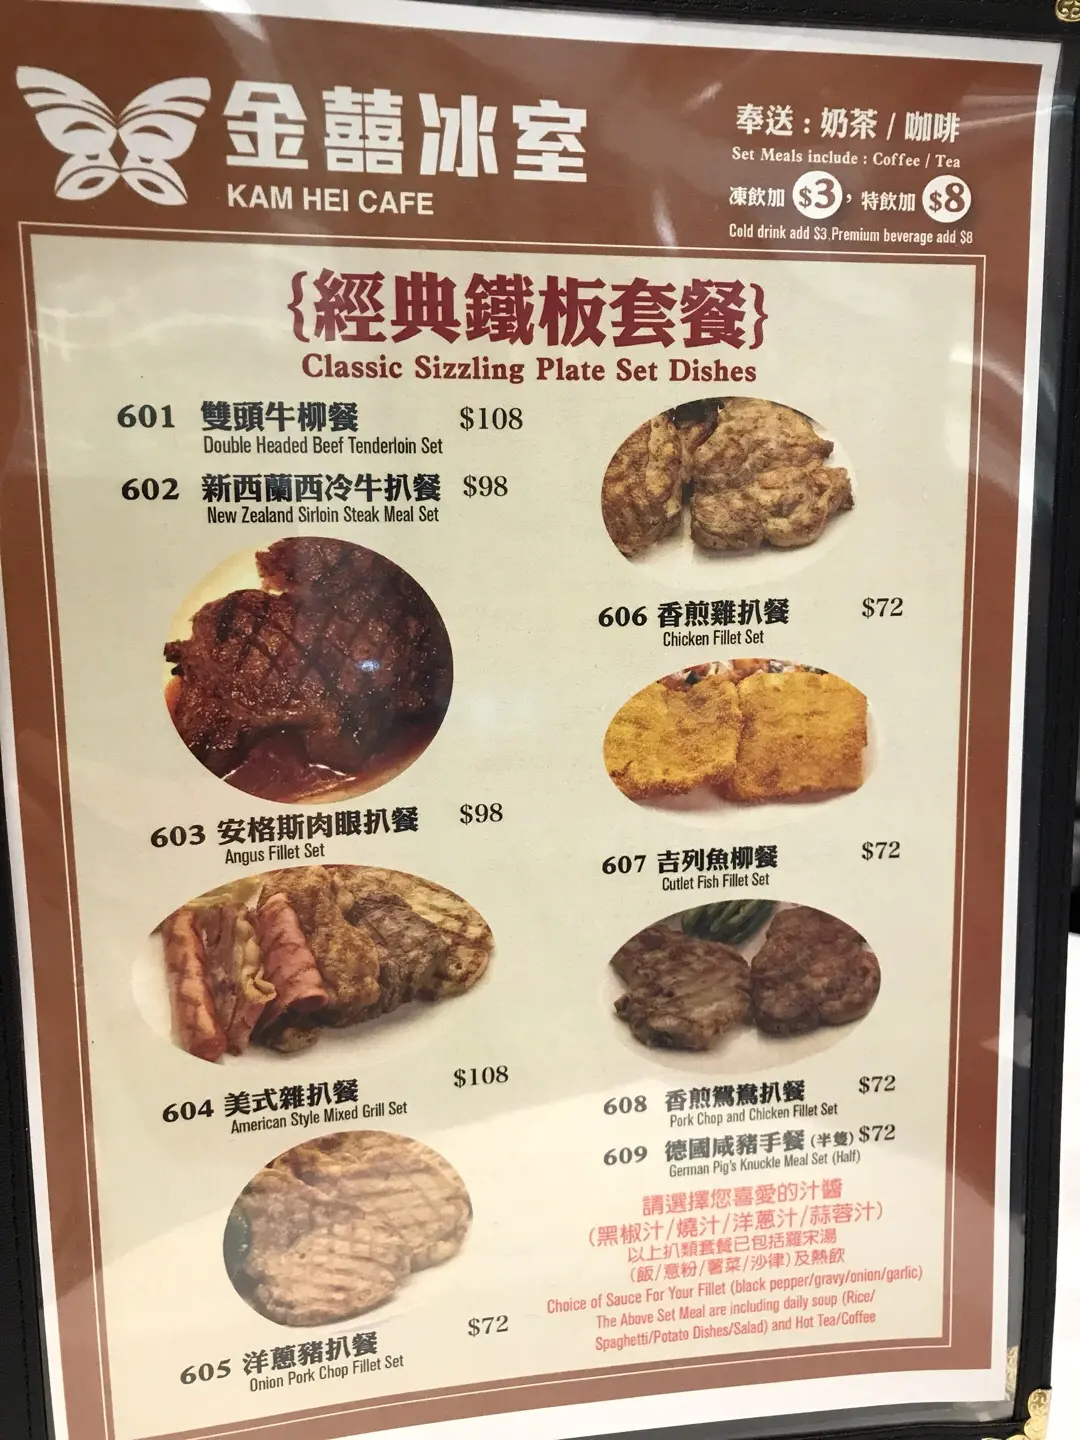 金囍冰室
KAM HEI CAFE
奉送：奶茶 / 咖啡
Set Meals include : Coffee / Tea
凍飲加 $3，特飲加 $8
Cold drink add $3.Premium beverage add $8
{經典鐵板套餐}
Classic Sizzling Plate Set Dishes
601 雙頭牛柳餐 $108
Double Headed Beef Tenderloin Set
602 新西蘭西冷牛扒餐 $98
New Zealand Sirloin Steak Meal Set
603 安格斯肉眼扒餐 $98
Angus Fillet Set
604 美式雜扒餐 $108
American Style Mixed Grill Set
605 洋蔥豬扒餐 $72
Onion Pork Chop Fillet Set
606 香煎雞扒餐 $72
Chicken Fillet Set
607 吉列魚柳餐 $72
Cutlet Fish Fillet Set
608 香煎鴛鴦扒餐 $72
Pork Chop and Chicken Fillet Set
609 德國咸豬手餐 (半隻) $72
German Pig's Knuckle Meal Set (Half)
請選擇您喜愛的汁醬
(黑椒汁/燒汁/洋蔥汁/蒜蓉汁)
以上扒類套餐已包括羅宋湯
(飯/意粉/薯菜/沙律)及熱飲
Choice of Sauce For Your Fillet (black pepper/gravy/onion/garlic)
The Above Set Meal are including daily soup (Rice/
Spaghetti/Potato Dishes/Salad) and Hot Tea/Coffee